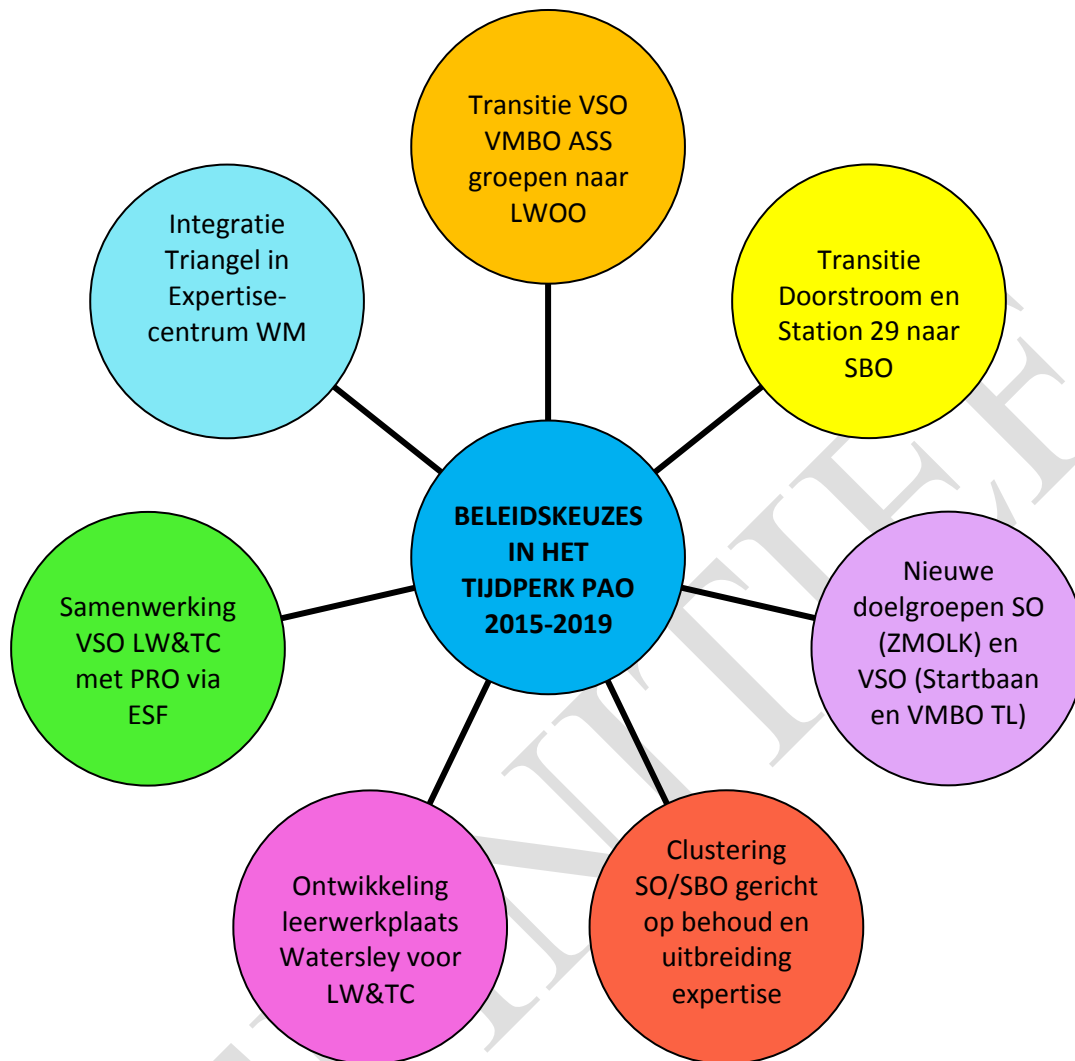 Transitie VSO
VMBO ASS
groepen naar
LWOO
Integratie
Triangel in
Expertise-
centrum WM
Transitie
Doorstroom en
Station 29 naar
SBO
BELEIDSKEUZES
IN HET
TIJDPERK PAO
2015-2019
Samenwerking
VSO LW&TC
met PRO via
ESF
Nieuwe
doelgroepen SO
(ZMOLK) en
VSO (Startbaan
en VMBO TL)
Ontwikkeling
leerwerkplaats
Watersley voor
LW&TC
Clustering
SO/SBO gericht
op behoud en
uitbreiding
expertise